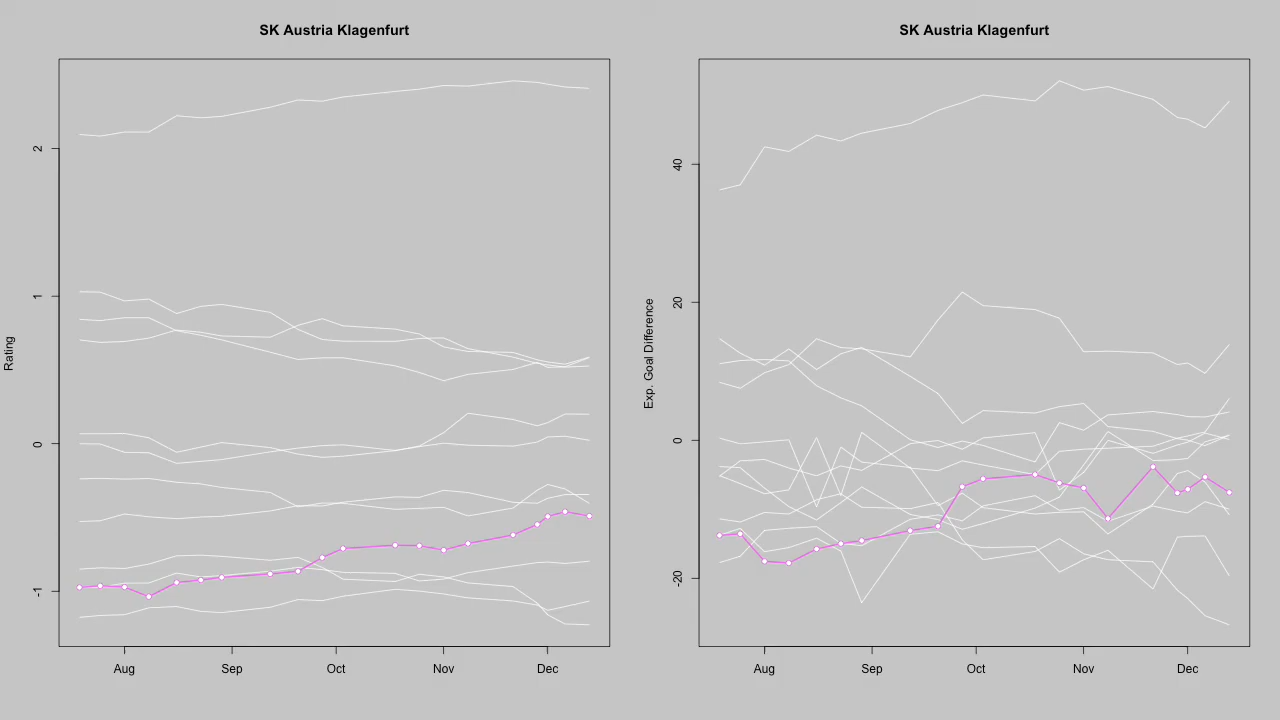 SK Austria Klagenfurt
Rating
2
1
0
-1
Aug Sep Oct Nov Dec
SK Austria Klagenfurt
Exp. Goal Difference
40
20
0
-20
Aug Sep Oct Nov Dec